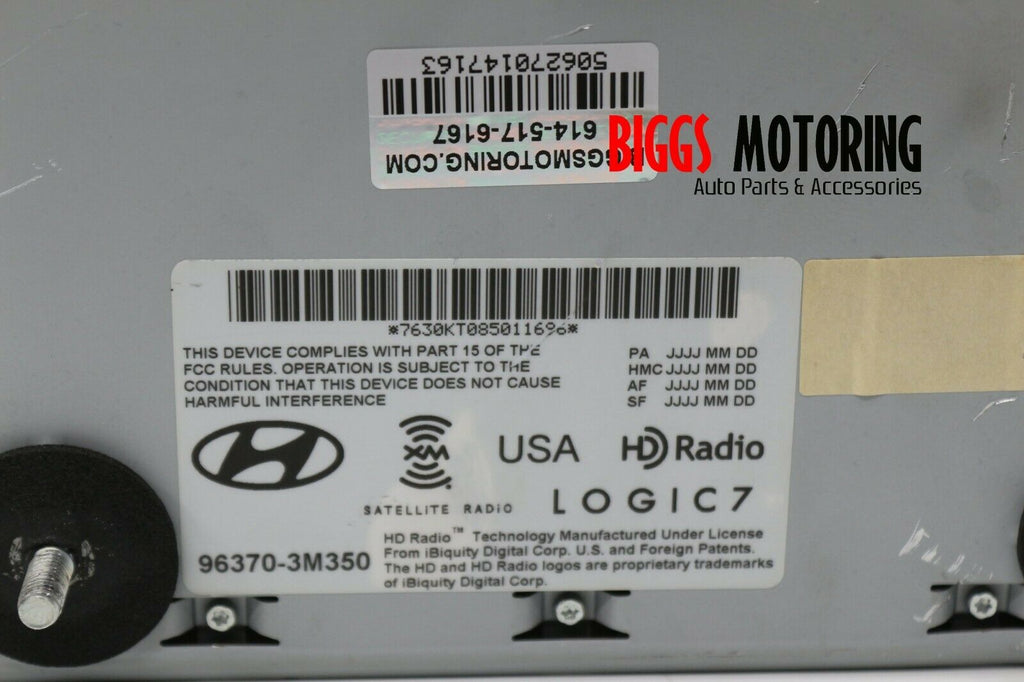 506270147163
614-517-6167
BIGGSMOTORING.COM
BIGGS MOTORING
Auto Parts & Accessories
*7630KT085011696*
THIS DEVICE COMPLIES WITH PART 15 OF THE
FCC RULES. OPERATION IS SUBJECT TO THE
CONDITION THAT THIS DEVICE DOES NOT CAUSE
HARMFUL INTERFERENCE
PA JJJJ MM DD
HMC JJJJ MM DD
AF JJJJ MM DD
SF JJJJ MM DD
XM
SATELLITE RADIO
USA
HD Radio
LOGIC7
96370-3M350
HD Radio™ Technology Manufactured Under License
From iBiquity Digital Corp. U.S. and Foreign Patents.
The HD and HD Radio logos are proprietary trademarks
of iBiquity Digital Corp.